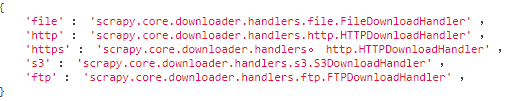 {
'file' : 'scrapy.core.downloader.handlers.file.FileDownloadHandler' ,
'http' : 'scrapy.core.downloader.handlers.http.HTTPDownloadHandler' ,
'https' : 'scrapy.core.downloader.handlers。 http.HTTPDownloadHandler' ,
's3' : 'scrapy.core.downloader.handlers.s3.S3DownloadHandler' ,
'ftp' : 'scrapy.core.downloader.handlers.ftp.FTPDownloadHandler' ,
}